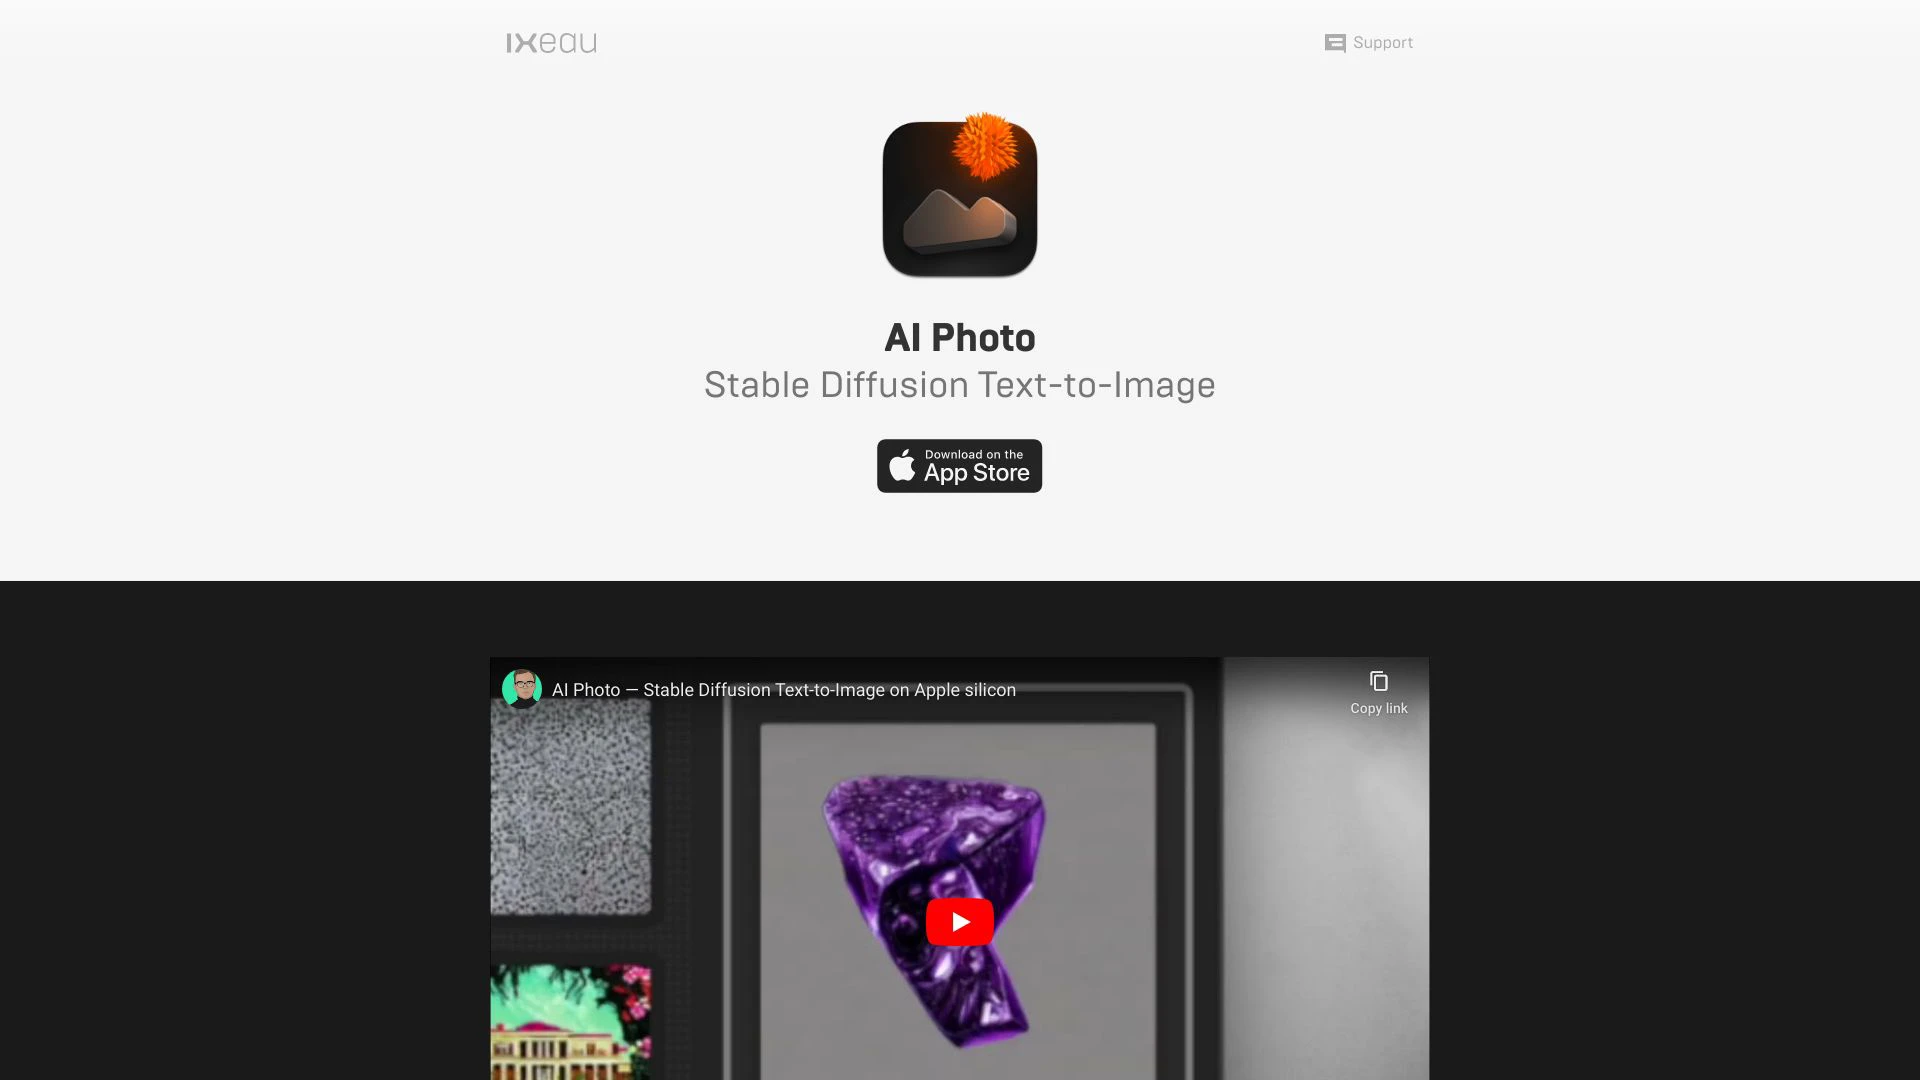 ixeau
Support
AI Photo
Stable Diffusion Text-to-Image
Download on the
App Store
AI Photo — Stable Diffusion Text-to-Image on Apple silicon
Copy link